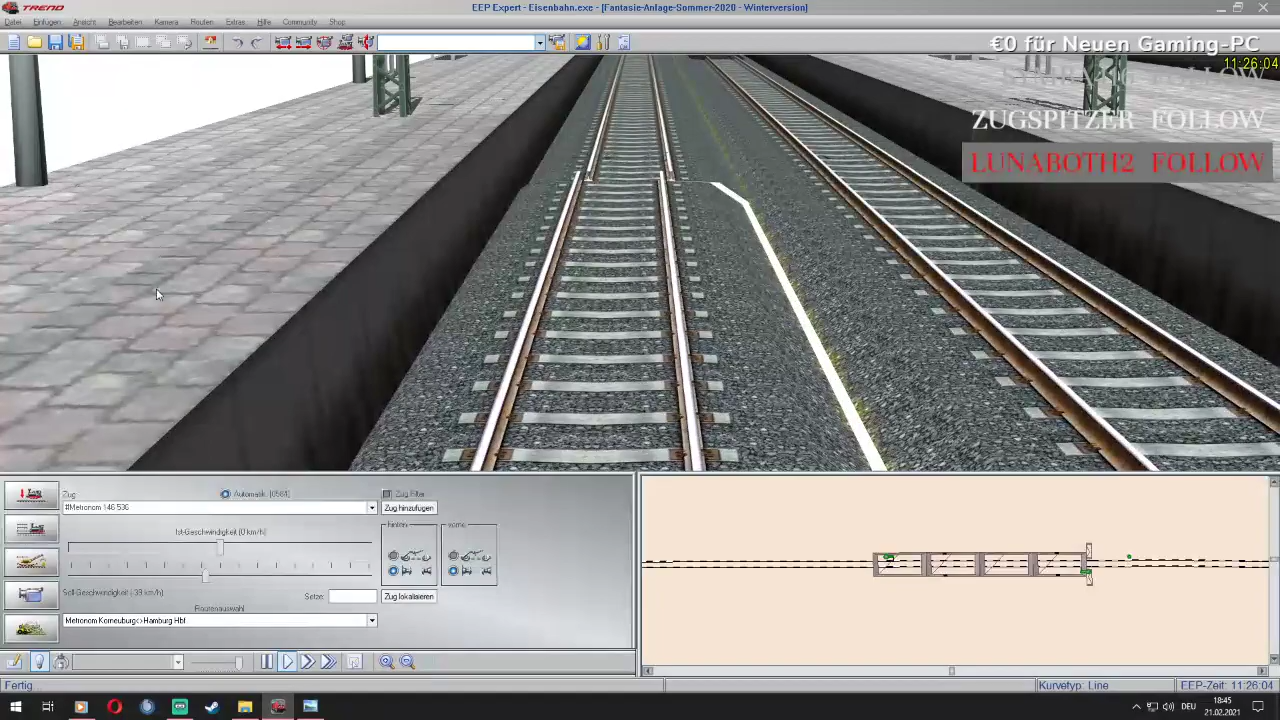 TREND
EEP Expert - Eisenbahn.exe - [Fantasie-Anlage-Sommer-2020 - Winterversion)
Datei Einfügen Ansicht Bearbeiten Kamera Routen Extras Hilfe Community Shop
€0 für Neuen Gaming-PC
11:26:04
ZUGSPITZER FOLLOW
LUNABOTH2 FOLLOW
Zug
Automatik (0584)
Zug Filter
#Metronom 146 536
Zug hinzufügen
Ist-Geschwindigkeit (0 km/h)
hinten
vorne
Soll-Geschwindigkeit (-39 km/h)
Setze:
Zug lokalisieren
Routenauswahl
Metronom Korneuburg<>Hamburg Hbf
Fertig
Kurvetyp: Line
EEP-Zeit: 11:26:04
DEU
18:45
21.02.2021